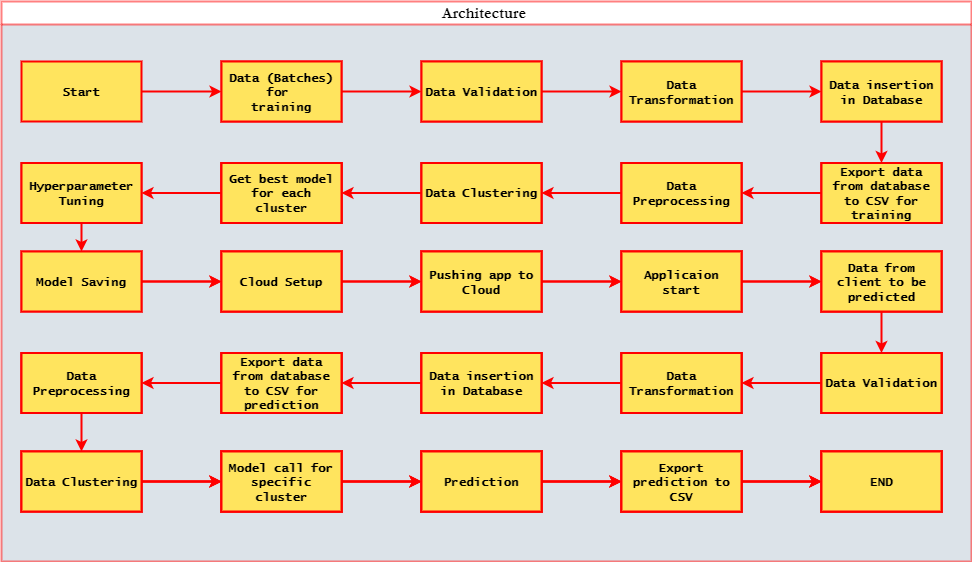 Architecture
Start
Data (Batches)
for
training
Data Validation
Data
Transformation
Data insertion
in Database
Hyperparameter
Tuning
Get best model
for each
cluster
Data Clustering
Data
Preprocessing
Export data
from database
to CSV for
training
Model Saving
Cloud Setup
Pushing app to
Cloud
Applicaion
start
Data from
client to be
predicted
Data
Preprocessing
Export data
from database
to CSV for
prediction
Data insertion
in Database
Data
Transformation
Data Validation
Data Clustering
Model call for
specific
cluster
Prediction
Export
prediction to
CSV
END